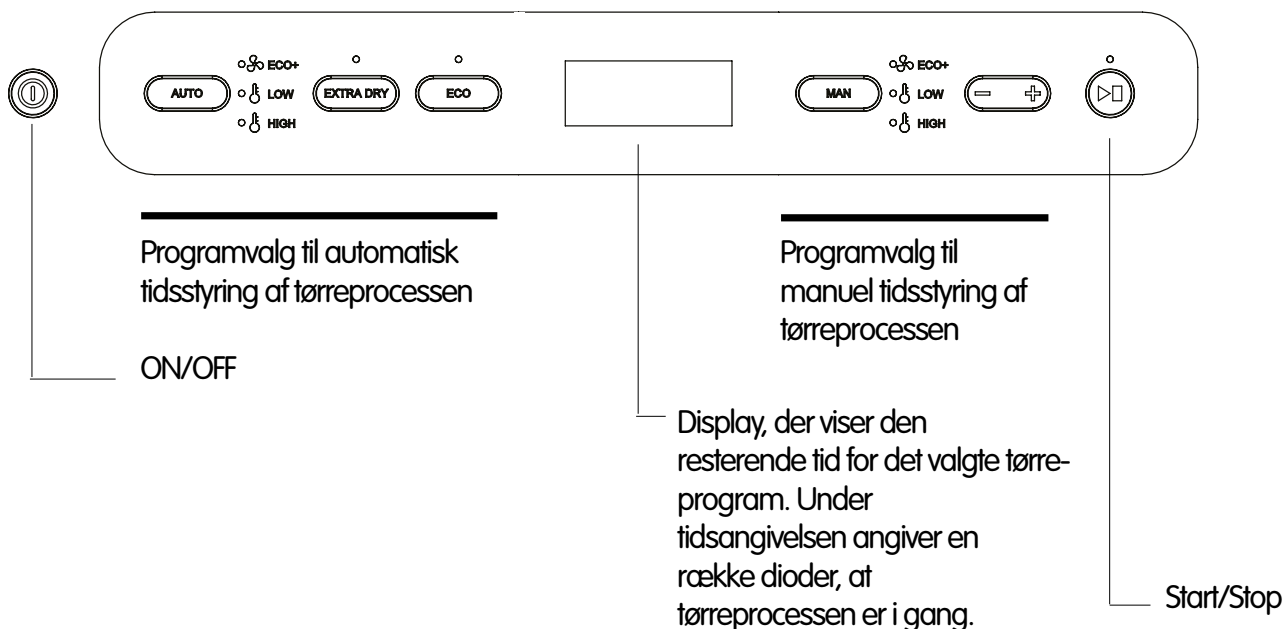 ECO+
AUTO
LOW
HIGH
EXTRA DRY
ECO
MAN
ECO+
LOW
HIGH
Programvalg til automatisk
tidsstyring af tørreprocessen
ON/OFF
Programvalg til
manuel tidsstyring af
tørreprocessen
Display, der viser den
resterende tid for det valgte tørre-
program. Under
tidsangivelsen angiver en
række dioder, at
tørreprocessen er i gang.
Start/Stop